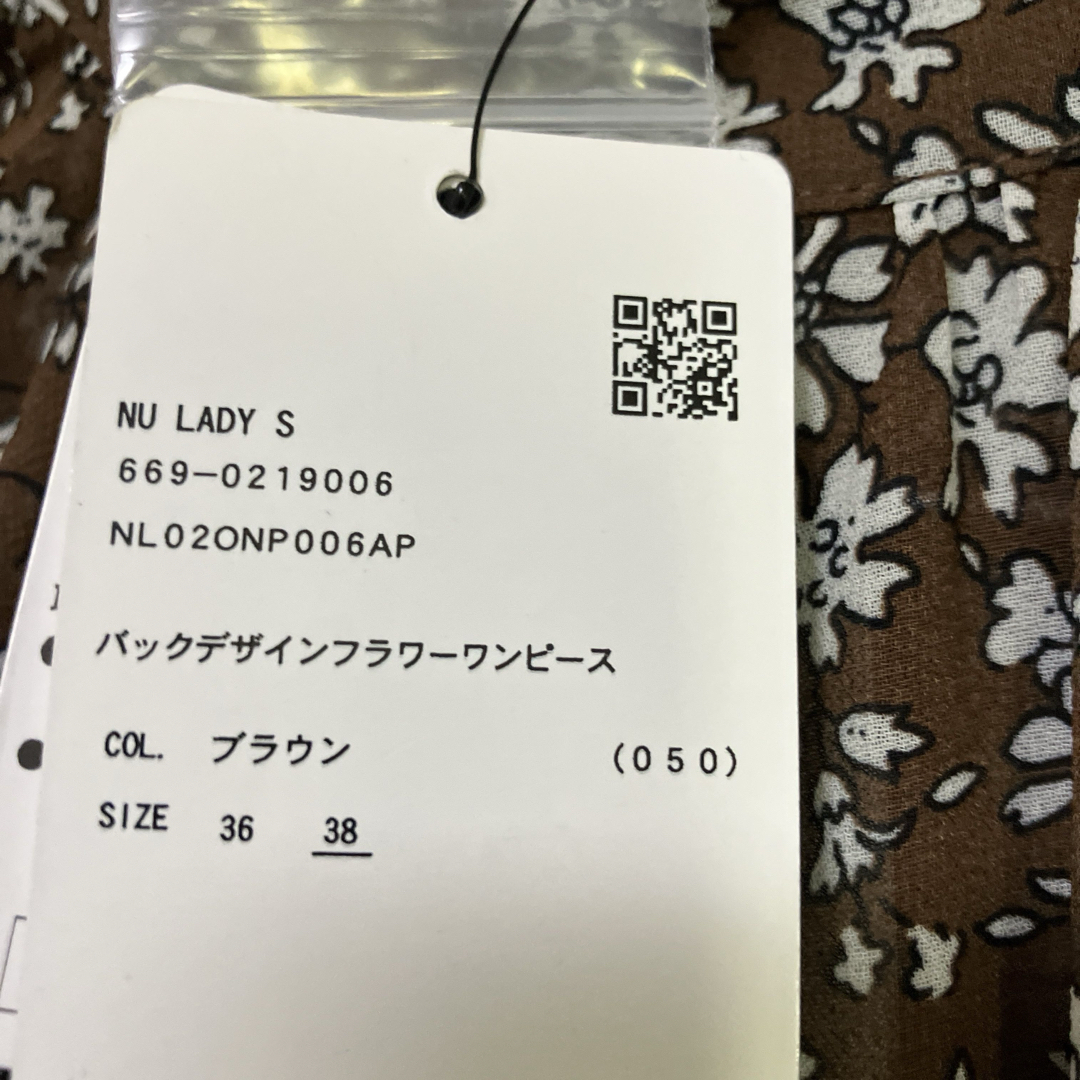 NU LADY S
669-0219006
NL02ONP006AP
バックデザインフラワーワンピース
COL. ブラウン (050)
SIZE 36 38